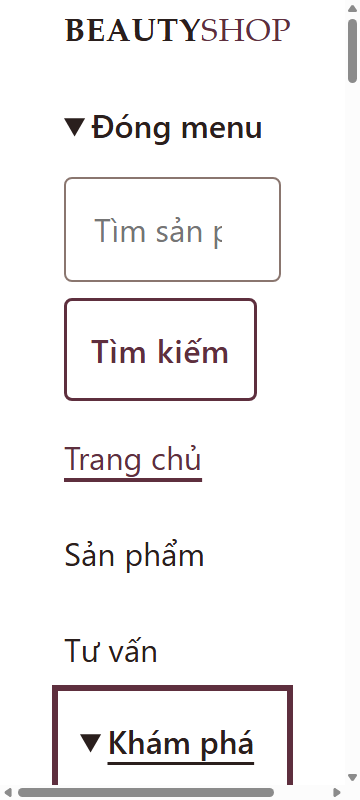 BEAUTYSHOP
Đóng menu
Tìm sản p
Tìm kiếm
Trang chủ
Sản phẩm
Tư vấn
Khám phá